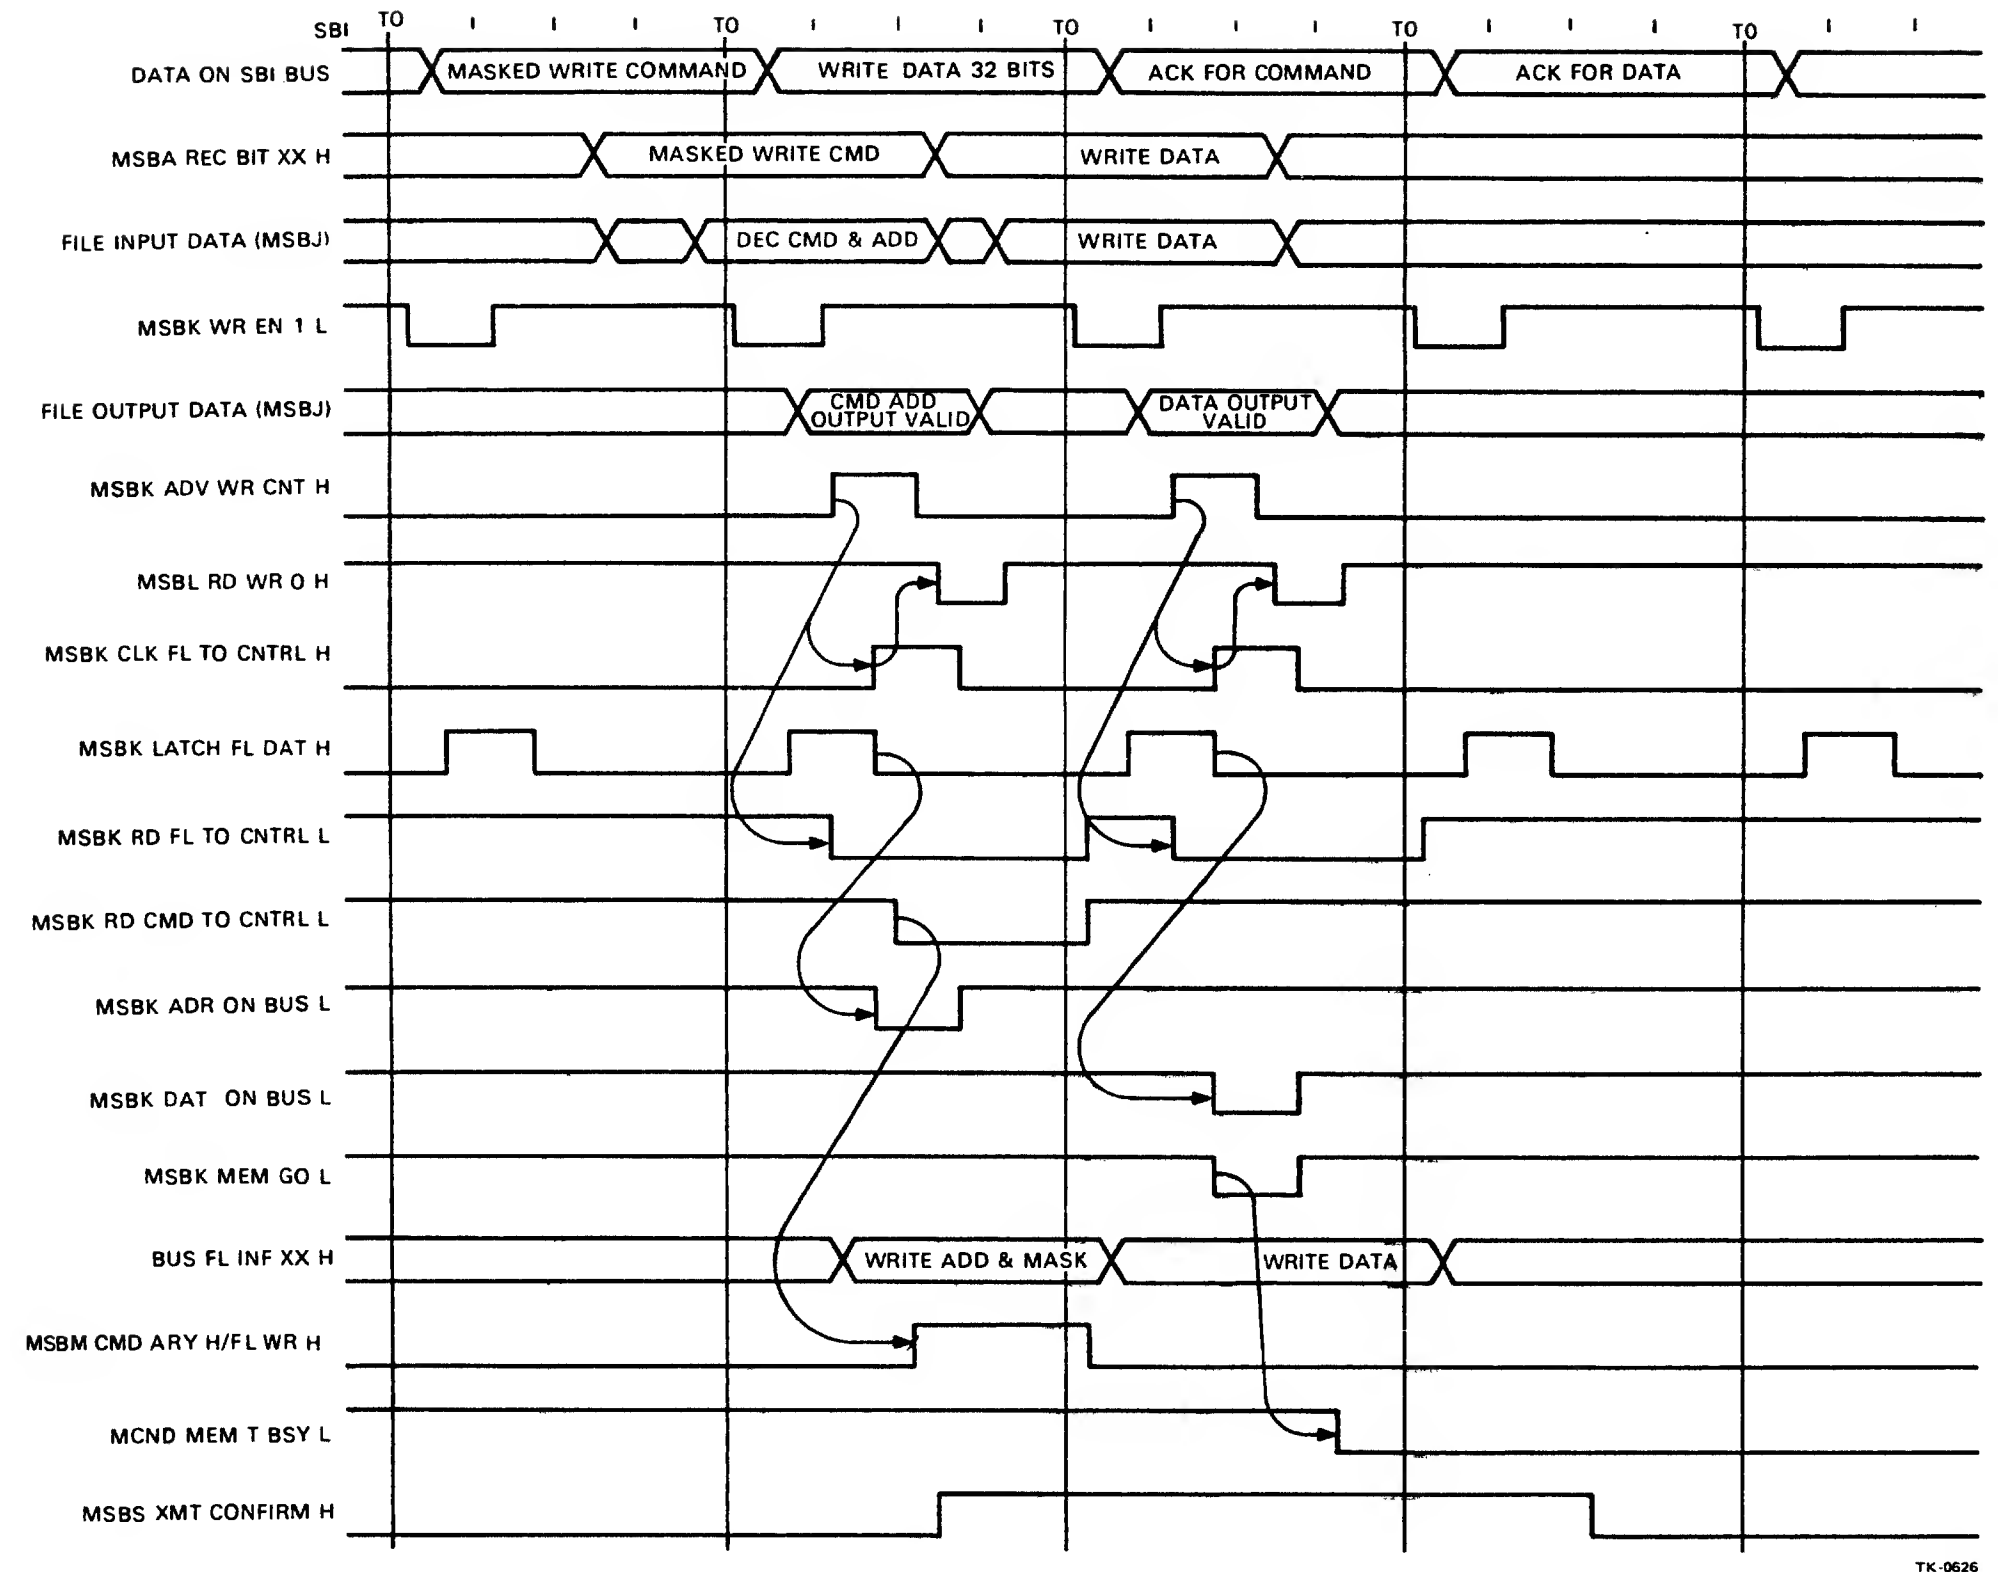 SBI TO TO TO TO TO
DATA ON SBI BUS MASKED WRITE COMMAND WRITE DATA 32 BITS ACK FOR COMMAND ACK FOR DATA
MSBA REC BIT XX H MASKED WRITE CMD WRITE DATA
FILE INPUT DATA (MSBJ) DEC CMD & ADD WRITE DATA
MSBK WR EN 1 L
FILE OUTPUT DATA (MSBJ) CMD ADD OUTPUT VALID DATA OUTPUT VALID
MSBK ADV WR CNT H
MSBL RD WR O H
MSBK CLK FL TO CNTRL H
MSBK LATCH FL DAT H
MSBK RD FL TO CNTRL L
MSBK RD CMD TO CNTRL L
MSBK ADR ON BUS L
MSBK DAT ON BUS L
MSBK MEM GO L
BUS FL INF XX H WRITE ADD & MASK WRITE DATA
MSBM CMD ARY H/FL WR H
MCND MEM T BSY L
MSBS XMT CONFIRM H
TK-0626